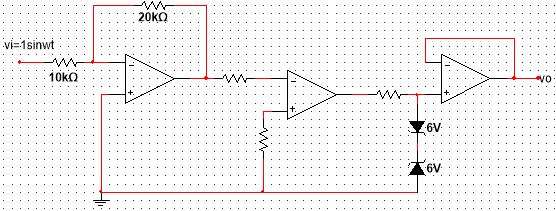 20kΩ
vi=1sinwt
10kΩ
vo
6V
6V